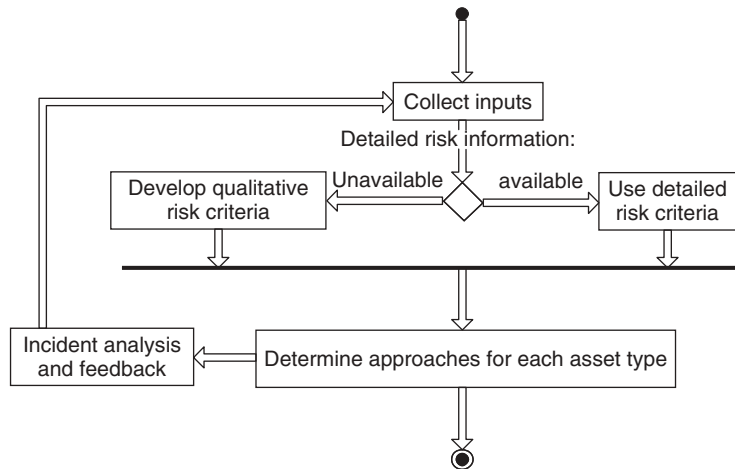 Collect inputs
Detailed risk information:
Unavailable
available
Develop qualitative
risk criteria
Use detailed
risk criteria
Incident analysis
and feedback
Determine approaches for each asset type